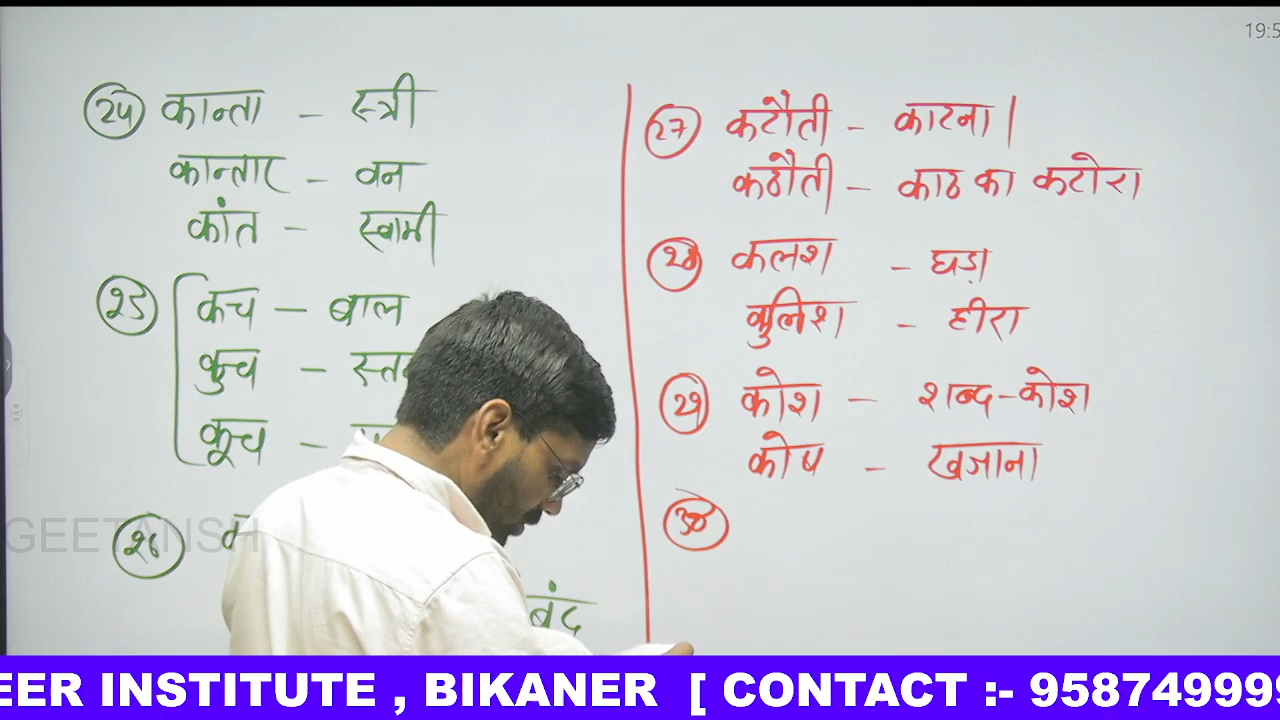 19:5
24 कान्ता - स्त्री
कान्तार - वन
कांत - स्वामी
25 कच - बाल
कुच - स्त
कूच -
26
बंद
27 कटौती - काटना।
कठौती - काठ का कटोरा
28 कलश - घड़ा
कुलिश - हीरा
29 कोश - शब्द-कोश
कोष - खजाना
30
GEETANSH
EER INSTITUTE , BIKANER [ CONTACT :- 958749999